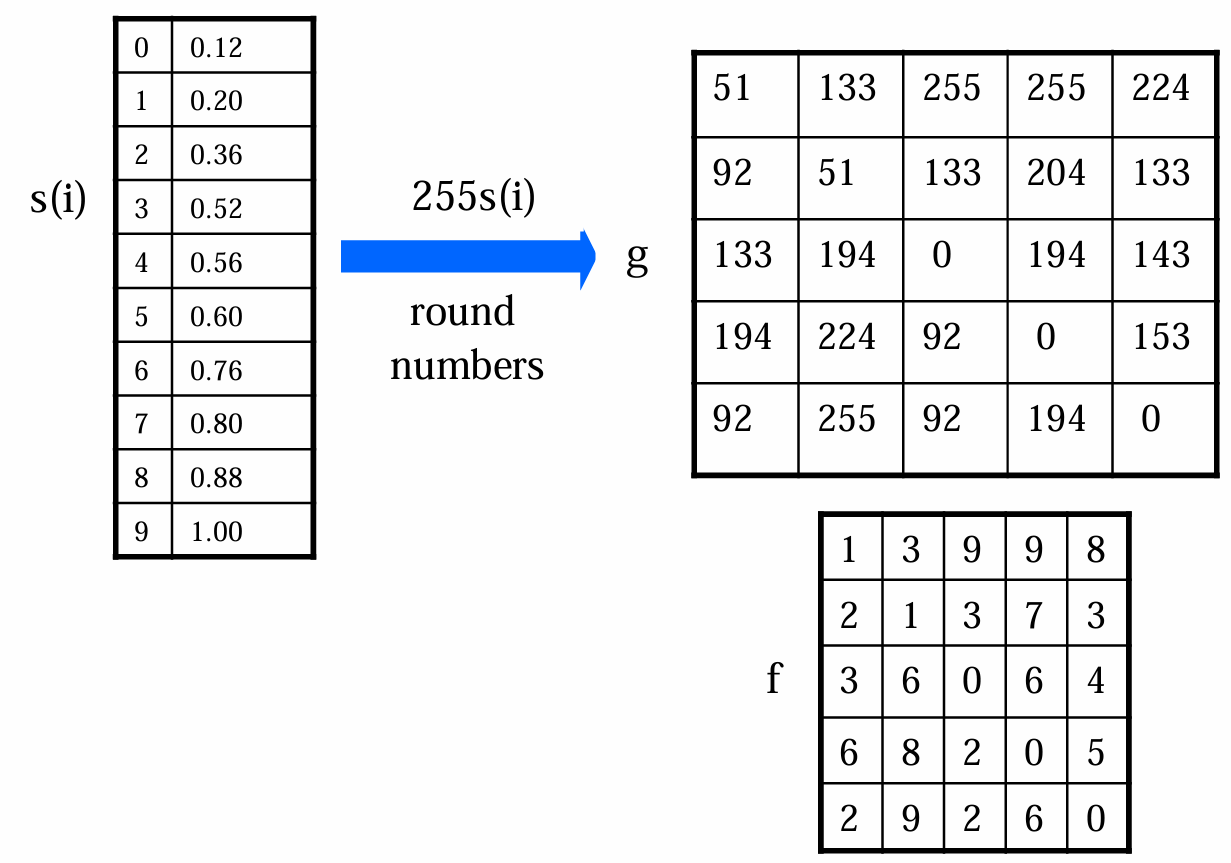 s(i)
0 0.12
1 0.20
2 0.36
3 0.52
4 0.56
5 0.60
6 0.76
7 0.80
8 0.88
9 1.00
255s(i)
round
numbers
g
51 133 255 255 224
92 51 133 204 133
133 194 0 194 143
194 224 92 0 153
92 255 92 194 0
f
1 3 9 9 8
2 1 3 7 3
3 6 0 6 4
6 8 2 0 5
2 9 2 6 0